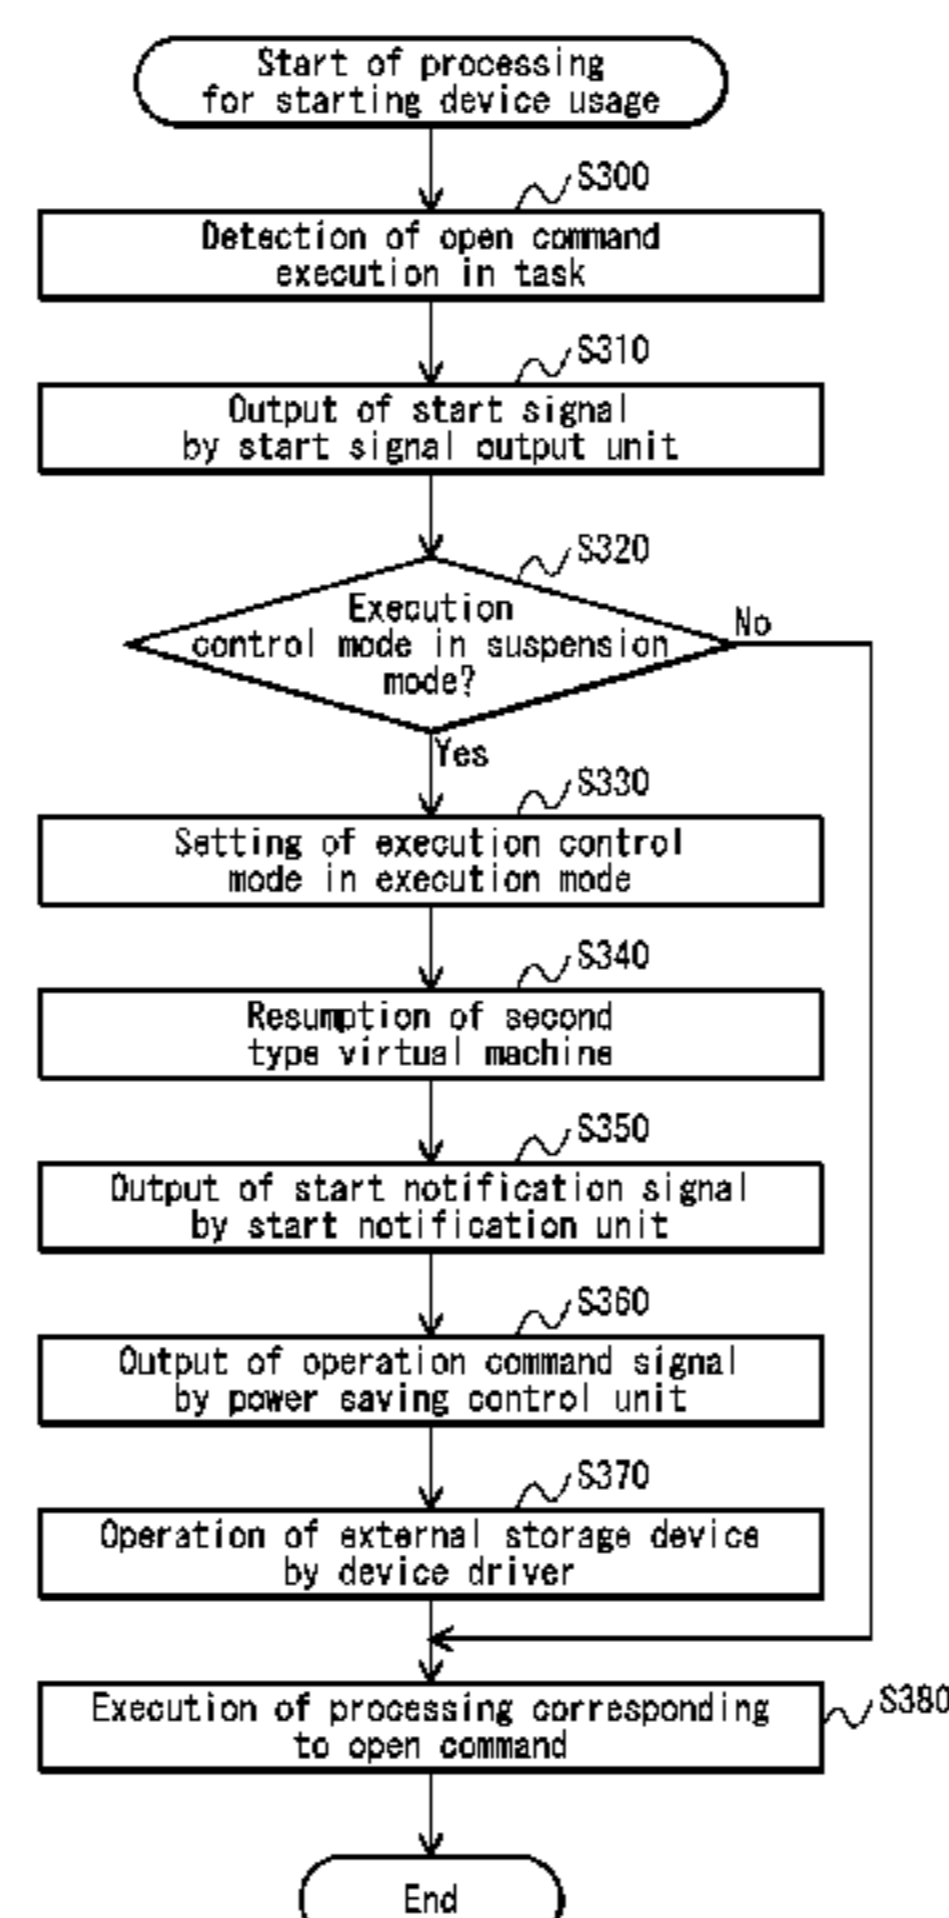 Start of processing
for starting device usage
S300
Detection of open command
execution in task
S310
Output of start signal
by start signal output unit
S320
Execution
control mode in suspension
mode?
No
Yes
S330
Setting of execution control
mode in execution mode
S340
Resumption of second
type virtual machine
S350
Output of start notification signal
by start notification unit
S360
Output of operation command signal
by power saving control unit
S370
Operation of external storage device
by device driver
S380
Execution of processing corresponding
to open command
End